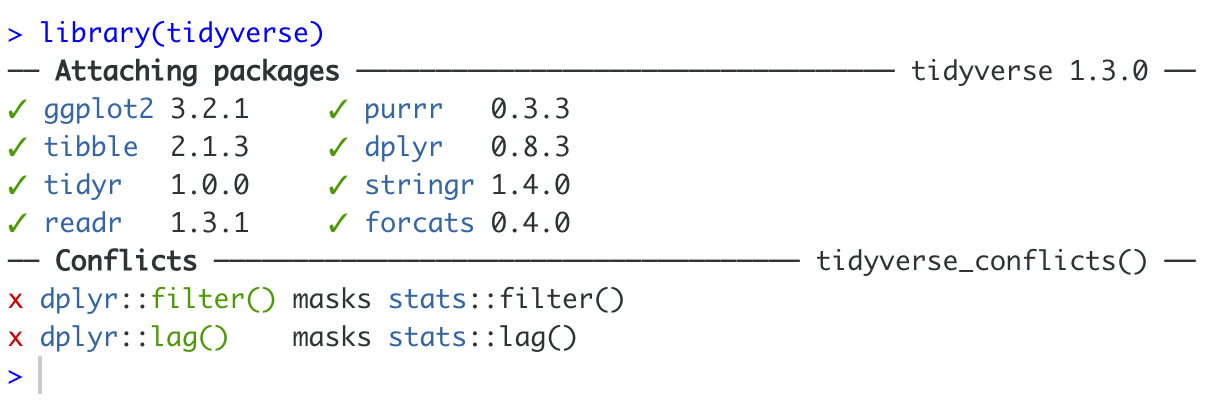 > library(tidyverse)
── Attaching packages ────────────────────────────────── tidyverse 1.3.0 ──
✓ ggplot2 3.2.1     ✓ purrr   0.3.3
✓ tibble  2.1.3     ✓ dplyr   0.8.3
✓ tidyr   1.0.0     ✓ stringr 1.4.0
✓ readr   1.3.1     ✓ forcats 0.4.0
── Conflicts ───────────────────────────────────── tidyverse_conflicts() ──
x dplyr::filter() masks stats::filter()
x dplyr::lag()    masks stats::lag()
>